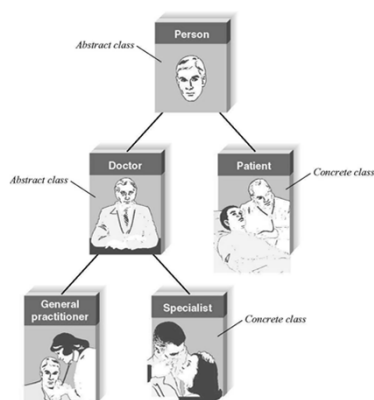 Person
Abstract class
Doctor
Patient
Abstract class
Concrete class
General
practitioner
Specialist
Concrete class